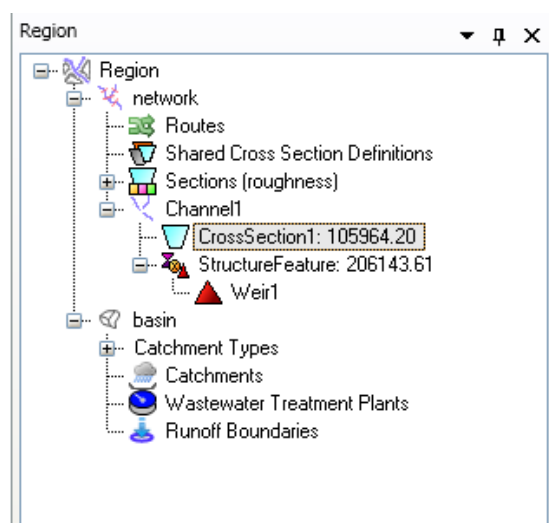 Region
Region
network
Routes
Shared Cross Section Definitions
Sections (roughness)
Channel1
CrossSection1: 105964.20
StructureFeature: 206143.61
Weir1
basin
Catchment Types
Catchments
Wastewater Treatment Plants
Runoff Boundaries